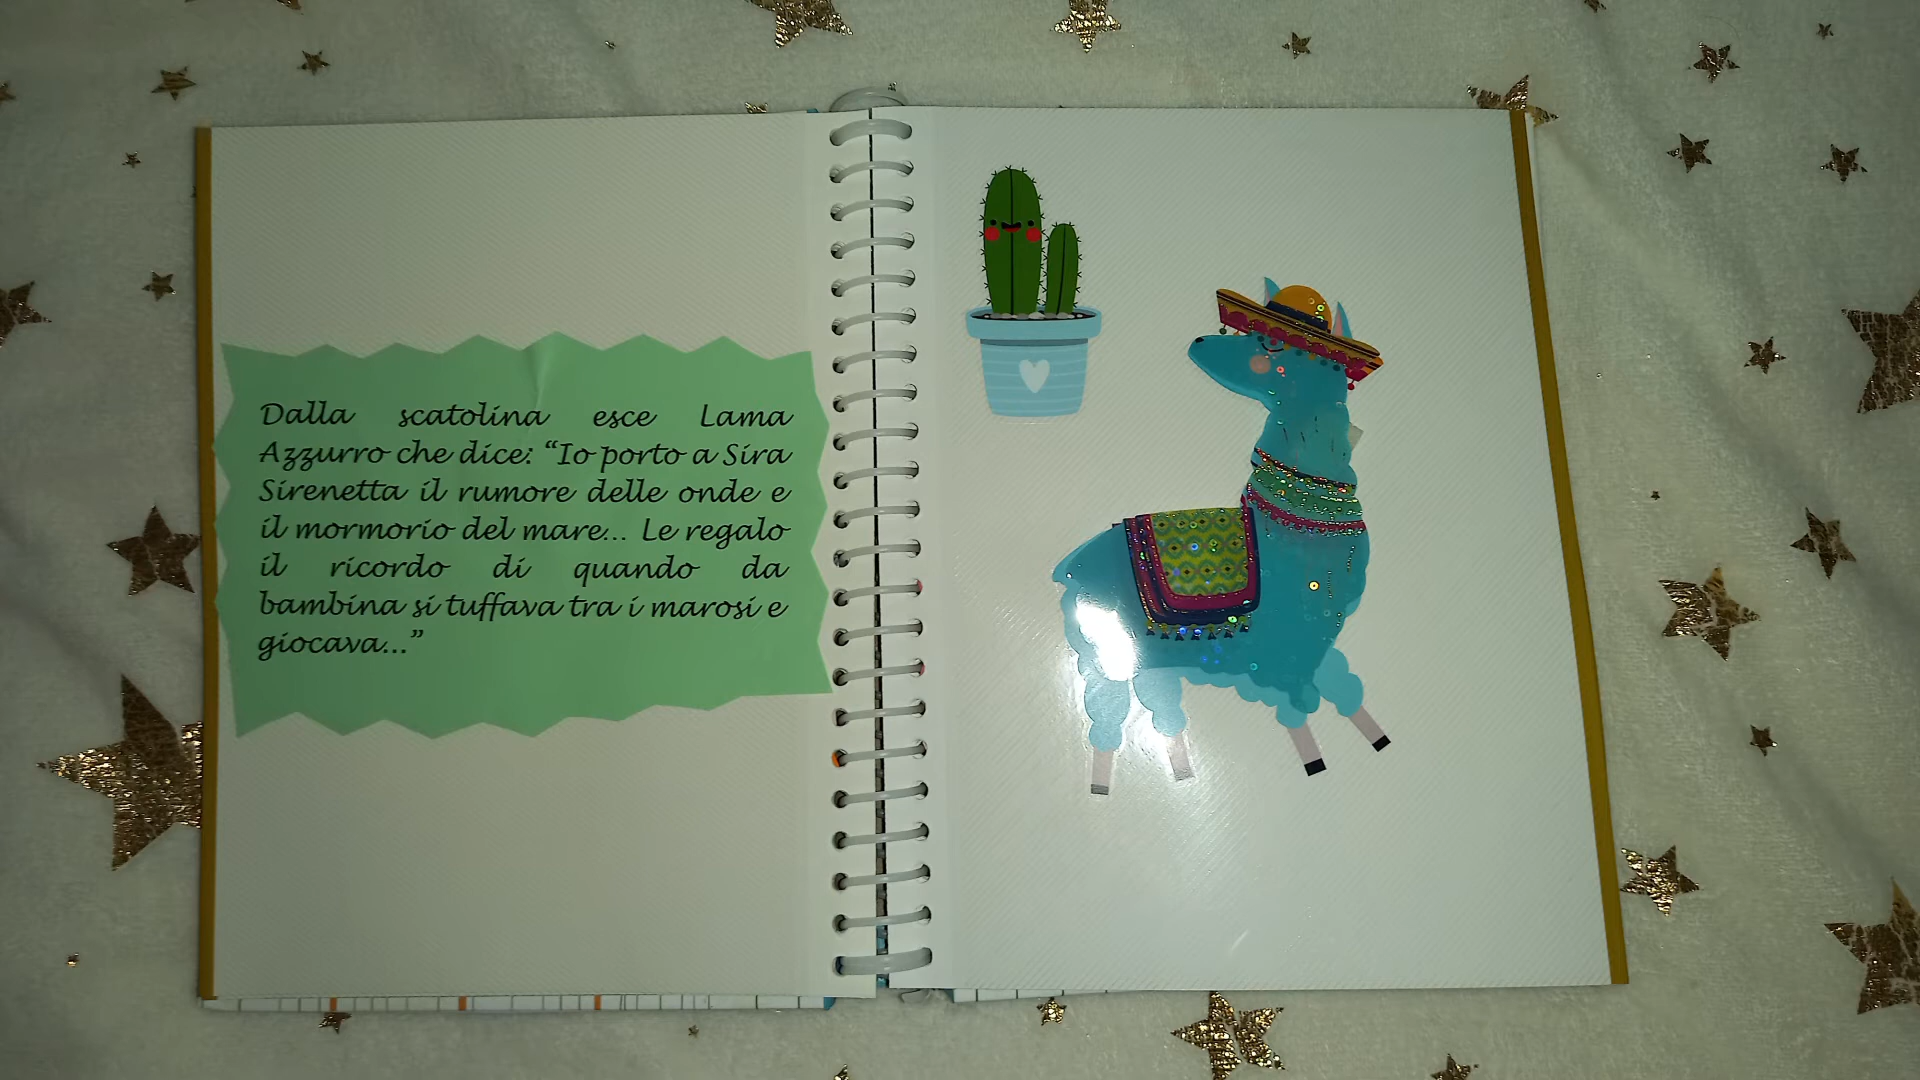 Dalla scatolina esce Lama
Azzurro che dice: “Io porto a Sira
Sirenetta il rumore delle onde e
il mormorio del mare... Le regalo
il ricordo di quando da
bambina si tuffava tra i marosi e
giocava...”